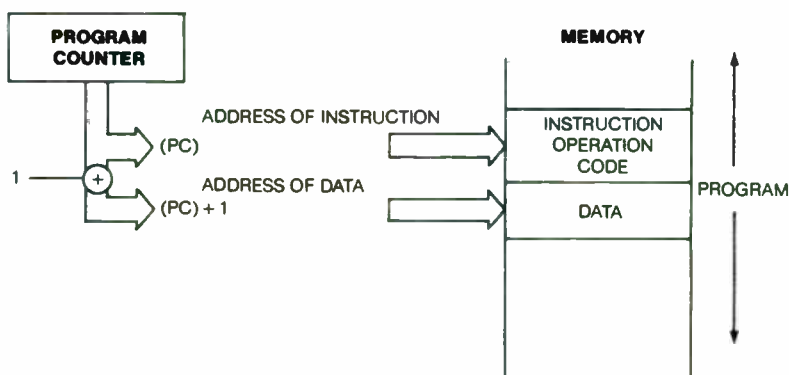 PROGRAM
COUNTER
MEMORY
ADDRESS OF INSTRUCTION
(PC)
INSTRUCTION
OPERATION
CODE
1
+
ADDRESS OF DATA
(PC) + 1
DATA
PROGRAM